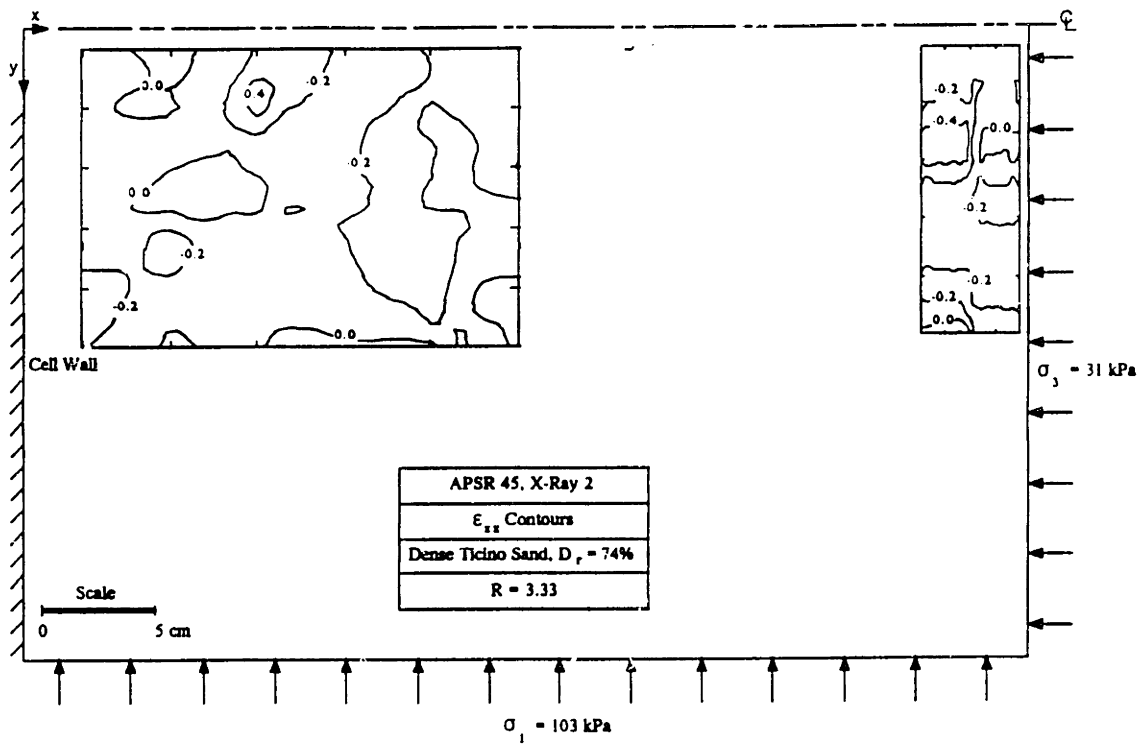 x
℄
y
-0.2
0.0
0.4
-0.2
0.0
-0.2
-0.2
-0.2
0.0
-0.2
-0.4
0.0
-0.2
-0.2
-0.2
0.0
Cell Wall
σ3 = 31 kPa
APSR 45, X-Ray 2
εxx Contours
Dense Ticino Sand, Dr = 74%
R = 3.33
Scale
0 5 cm
σ1 = 103 kPa